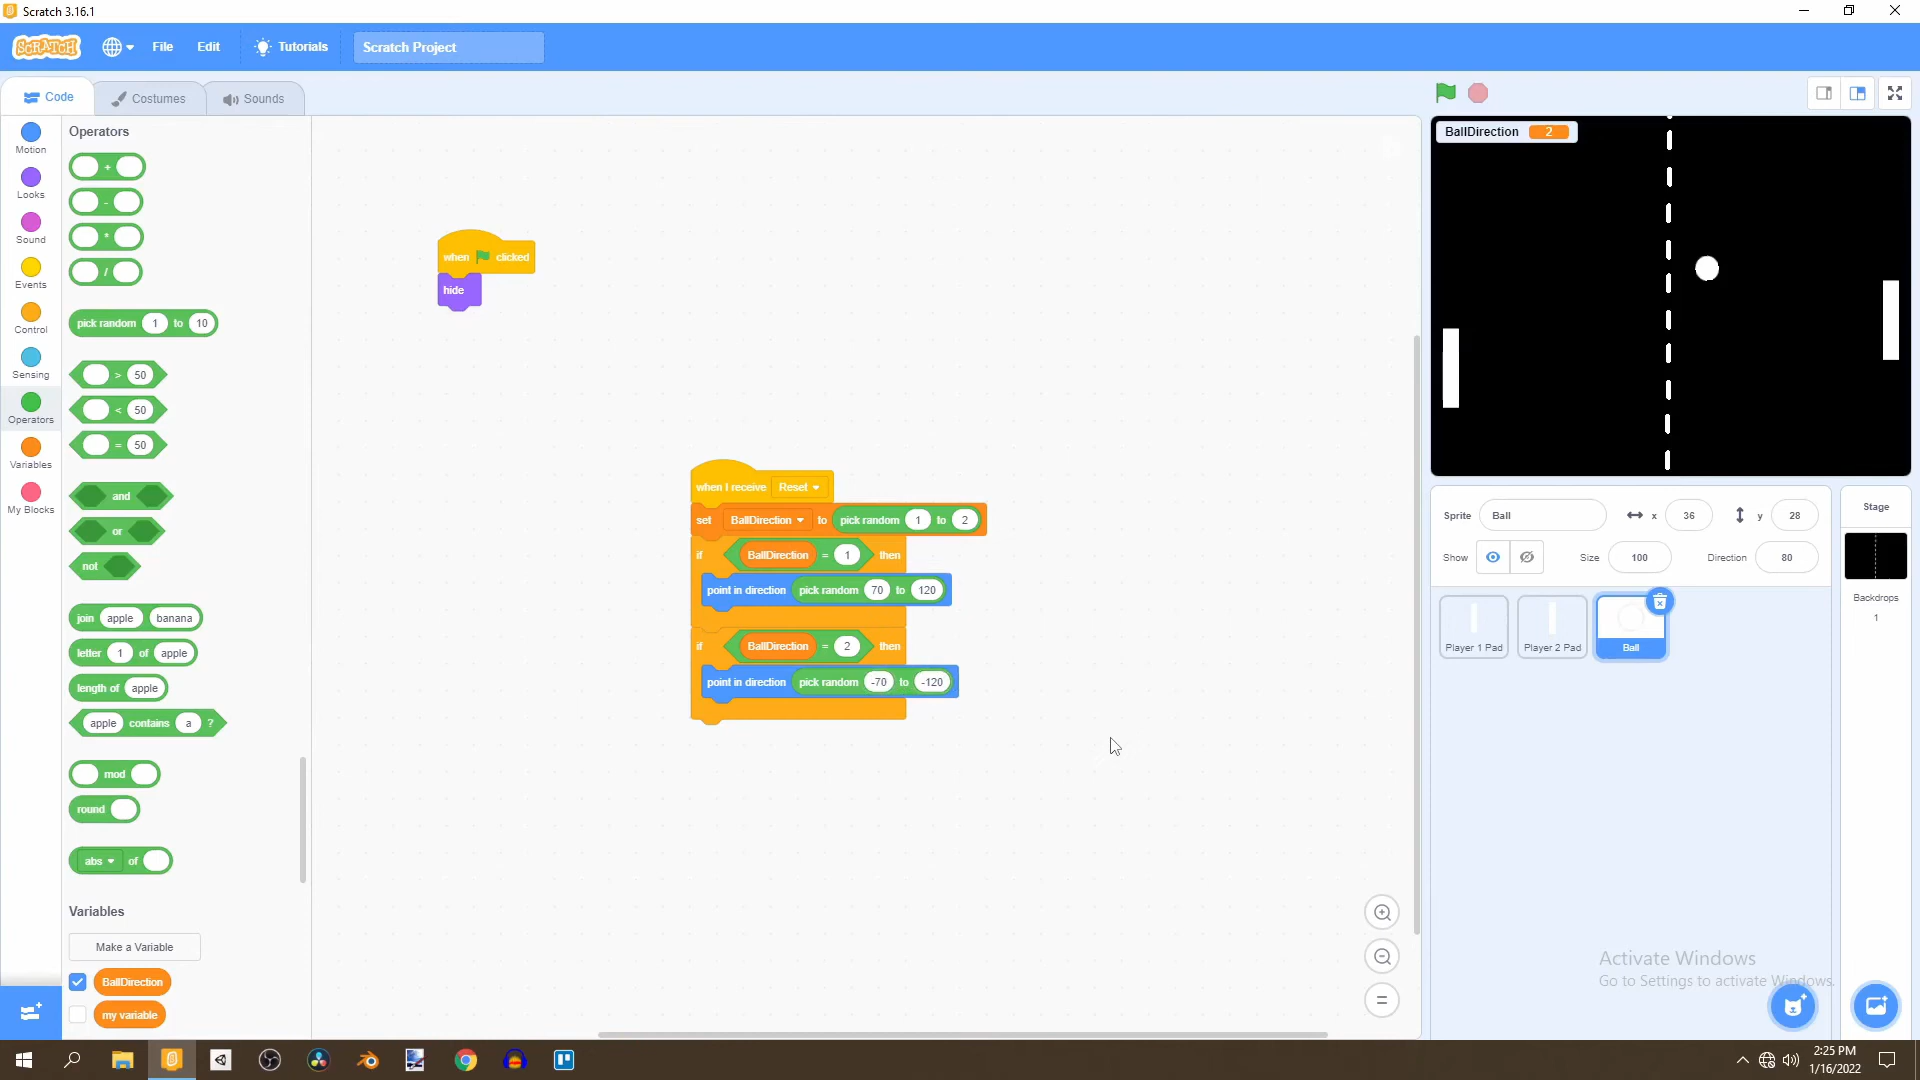 Scratch 3.16.1
SCRATCH
File
Edit
Tutorials
Scratch Project
Code
Costumes
Sounds
Motion
Looks
Sound
Events
Control
Sensing
Operators
Variables
My Blocks
Operators
+
-
*
/
pick random 1 to 10
> 50
< 50
= 50
and
or
not
join apple banana
letter 1 of apple
length of apple
apple contains a ?
mod
round
abs of
Variables
Make a Variable
BallDirection
my variable
when clicked
hide
when I receive Reset
set BallDirection to pick random 1 to 2
if BallDirection = 1 then
point in direction pick random 70 to 120
if BallDirection = 2 then
point in direction pick random -70 to -120
BallDirection 2
Sprite Ball x 36 y 28
Show Size 100 Direction 80
Player 1 Pad
Player 2 Pad
Ball
Stage
Backdrops
1
Activate Windows
Go to Settings to activate Windows.
2:25 PM
1/16/2022